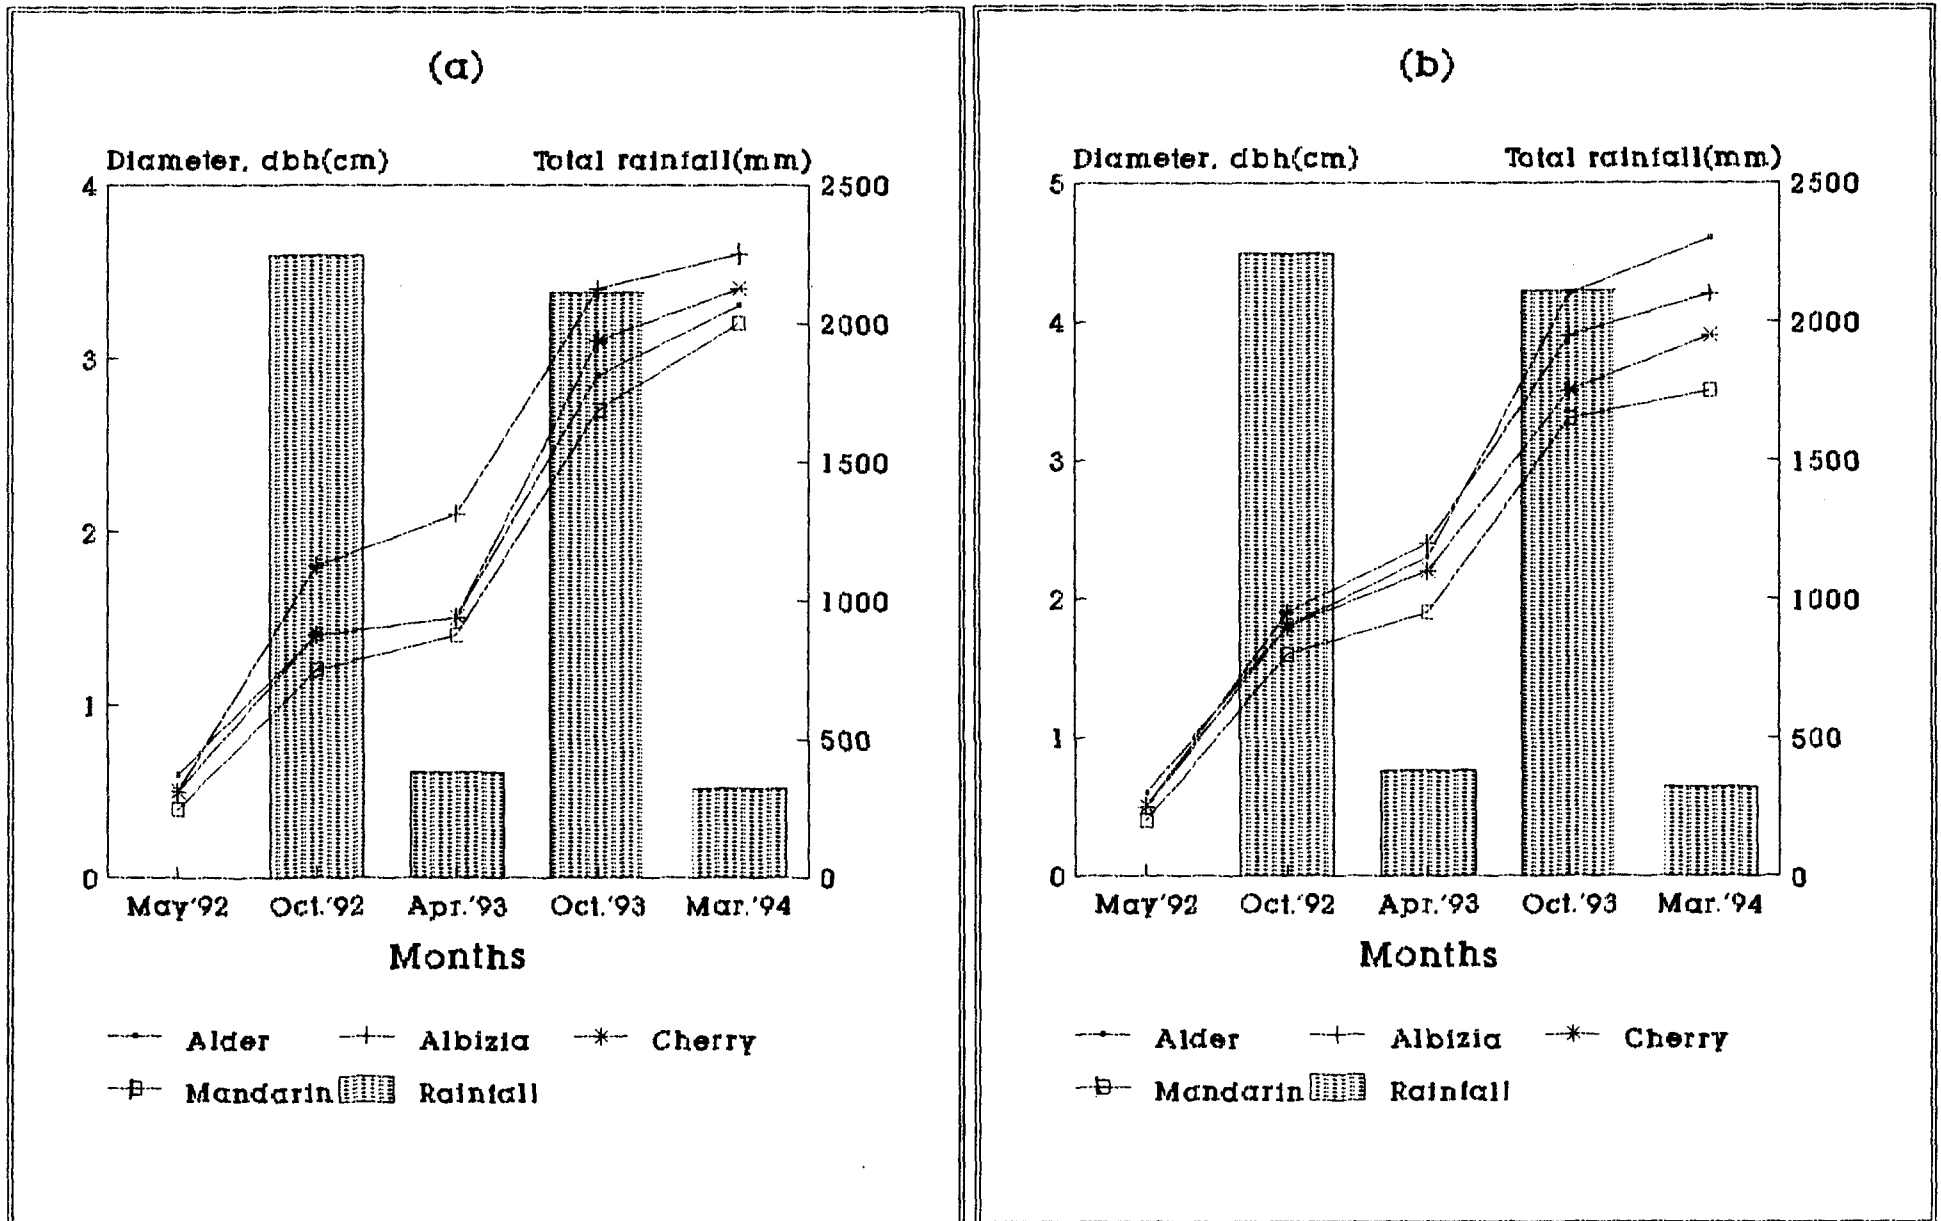 (a)
Diameter, dbh(cm) Total rainfall(mm)
4 2500
2000
3
1500
2
1000
1
500
0 0
May'92 Oct.'92 Apr.'93 Oct.'93 Mar.'94
Months
Alder Albizia Cherry
Mandarin Rainfall
(b)
Diameter, dbh(cm) Total rainfall(mm)
5 2500
4 2000
3 1500
2 1000
1 500
0 0
May'92 Oct.'92 Apr.'93 Oct.'93 Mar.'94
Months
Alder Albizia Cherry
Mandarin Rainfall